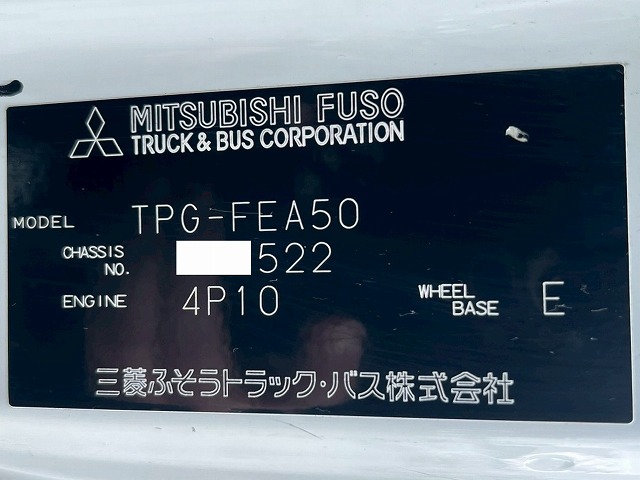 MITSUBISHI FUSO
TRUCK & BUS CORPORATION
MODEL TPG-FEA50
CHASSIS NO. 522
ENGINE 4P10 WHEEL BASE E
三菱ふそうトラック・バス株式会社